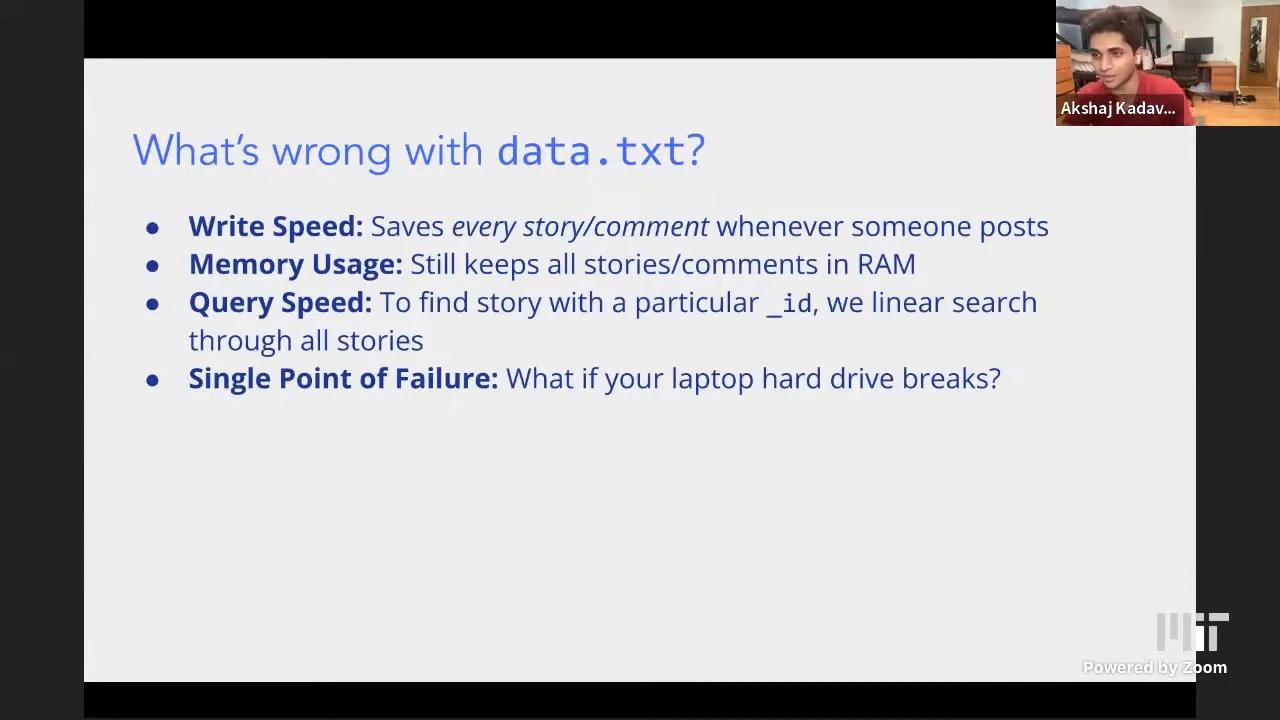 Akshaj Kadav...
What's wrong with data.txt?
● Write Speed: Saves every story/comment whenever someone posts
● Memory Usage: Still keeps all stories/comments in RAM
● Query Speed: To find story with a particular _id, we linear search
through all stories
● Single Point of Failure: What if your laptop hard drive breaks?
MIT
Powered by Zoom